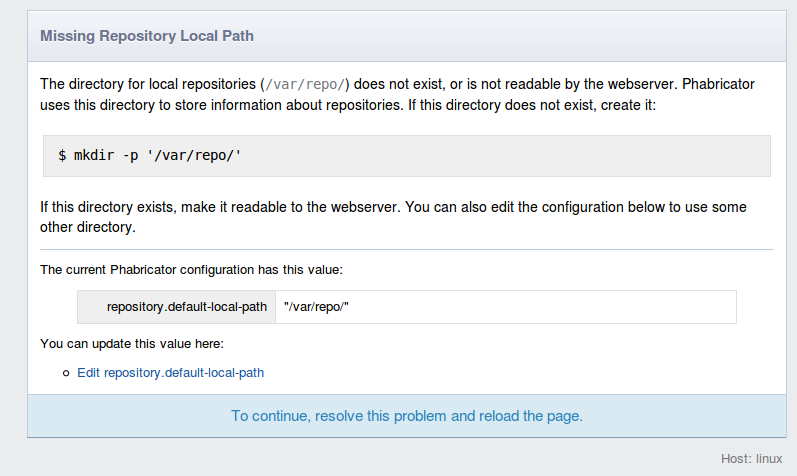 Missing Repository Local Path
The directory for local repositories (/var/repo/) does not exist, or is not readable by the webserver. Phabricator
uses this directory to store information about repositories. If this directory does not exist, create it:
$ mkdir -p '/var/repo/'
If this directory exists, make it readable to the webserver. You can also edit the configuration below to use some
other directory.
The current Phabricator configuration has this value:
repository.default-local-path "/var/repo/"
You can update this value here:
Edit repository.default-local-path
To continue, resolve this problem and reload the page.
Host: linux